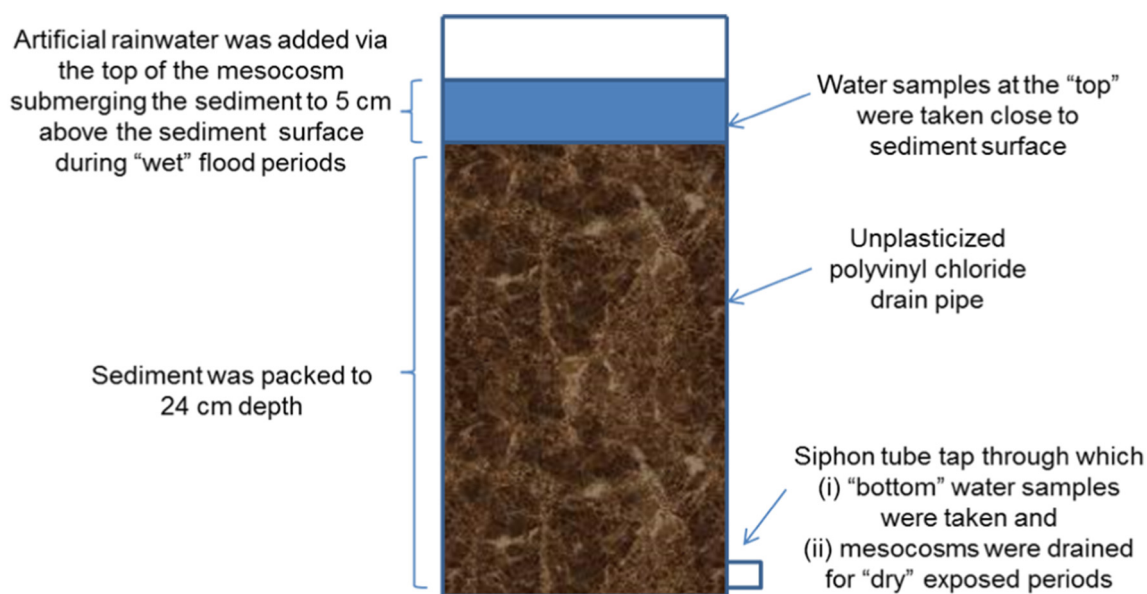 Artificial rainwater was added via
the top of the mesocosm
submerging the sediment to 5 cm
above the sediment surface
during “wet” flood periods
Sediment was packed to
24 cm depth
Water samples at the “top”
were taken close to
sediment surface
Unplasticized
polyvinyl chloride
drain pipe
Siphon tube tap through which
(i) “bottom” water samples
were taken and
(ii) mesocosms were drained
for “dry” exposed periods